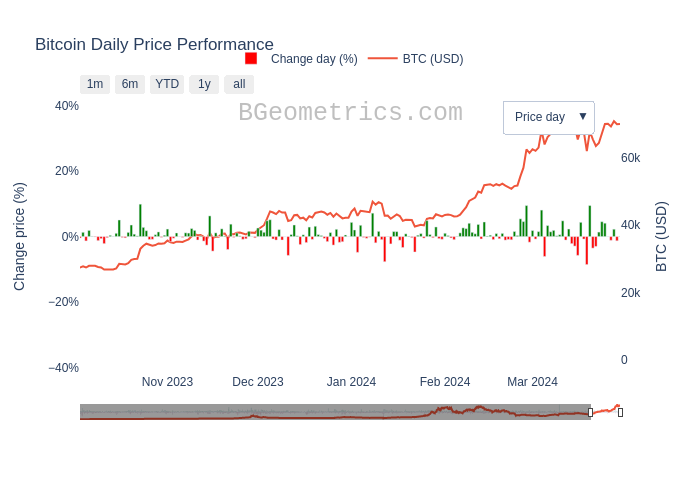 Bitcoin Daily Price Performance
Change day (%) BTC (USD)
1m 6m YTD 1y all
BGeometrics.com
Price day ▼
40%
20%
0%
−20%
−40%
Change price (%)
60k
40k
20k
0
BTC (USD)
Nov 2023 Dec 2023 Jan 2024 Feb 2024 Mar 2024